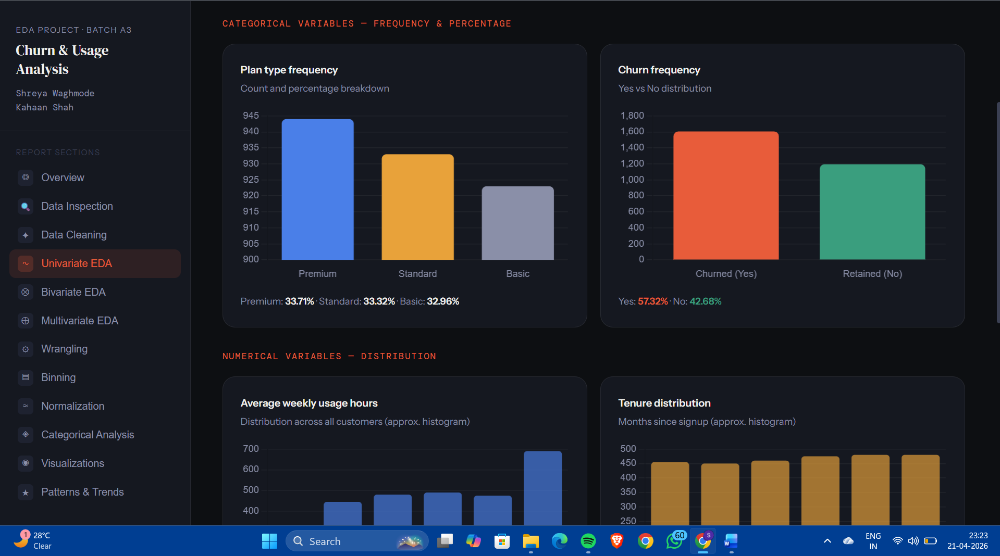 EDA PROJECT · BATCH A3
Churn & Usage
Analysis
Shreya Waghmode
Kahaan Shah
REPORT SECTIONS
Overview
Data Inspection
Data Cleaning
Univariate EDA
Bivariate EDA
Multivariate EDA
Wrangling
Binning
Normalization
Categorical Analysis
Visualizations
Patterns & Trends
CATEGORICAL VARIABLES — FREQUENCY & PERCENTAGE
Plan type frequency
Count and percentage breakdown
945
940
935
930
925
920
915
910
905
900
Premium Standard Basic
Premium: 33.71% · Standard: 33.32% · Basic: 32.96%
Churn frequency
Yes vs No distribution
1,800
1,600
1,400
1,200
1,000
800
600
400
200
0
Churned (Yes) Retained (No)
Yes: 57.32% · No: 42.68%
NUMERICAL VARIABLES — DISTRIBUTION
Average weekly usage hours
Distribution across all customers (approx. histogram)
700
600
500
400
Tenure distribution
Months since signup (approx. histogram)
500
450
400
350
300
250
1
28°C
Clear
Search
60
S
W
ENG
IN
23:23
21-04-2026